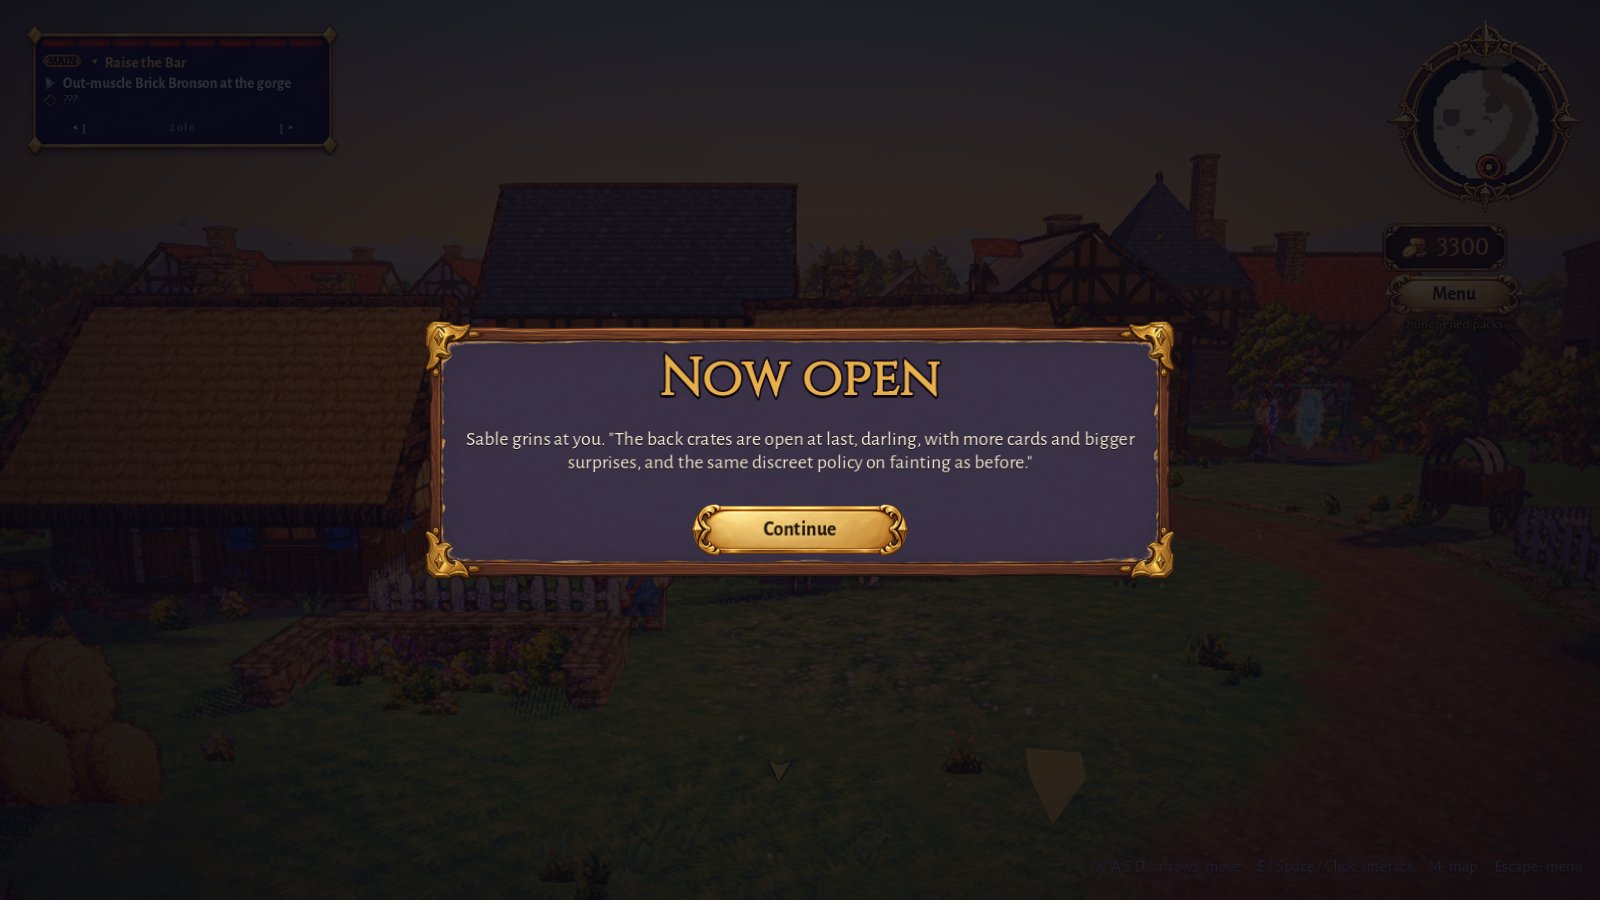 MAIN Raise the Bar
Out-muscle Brick Bronson at the gorge
???
[ 2 of 6 ]
3300
Menu
2 unopened packs
NOW OPEN
Sable grins at you. "The back crates are open at last, darling, with more cards and bigger
surprises, and the same discreet policy on fainting as before."
Continue
W A S D / arrows: move E / Space / Click: interact M: map Escape: menu